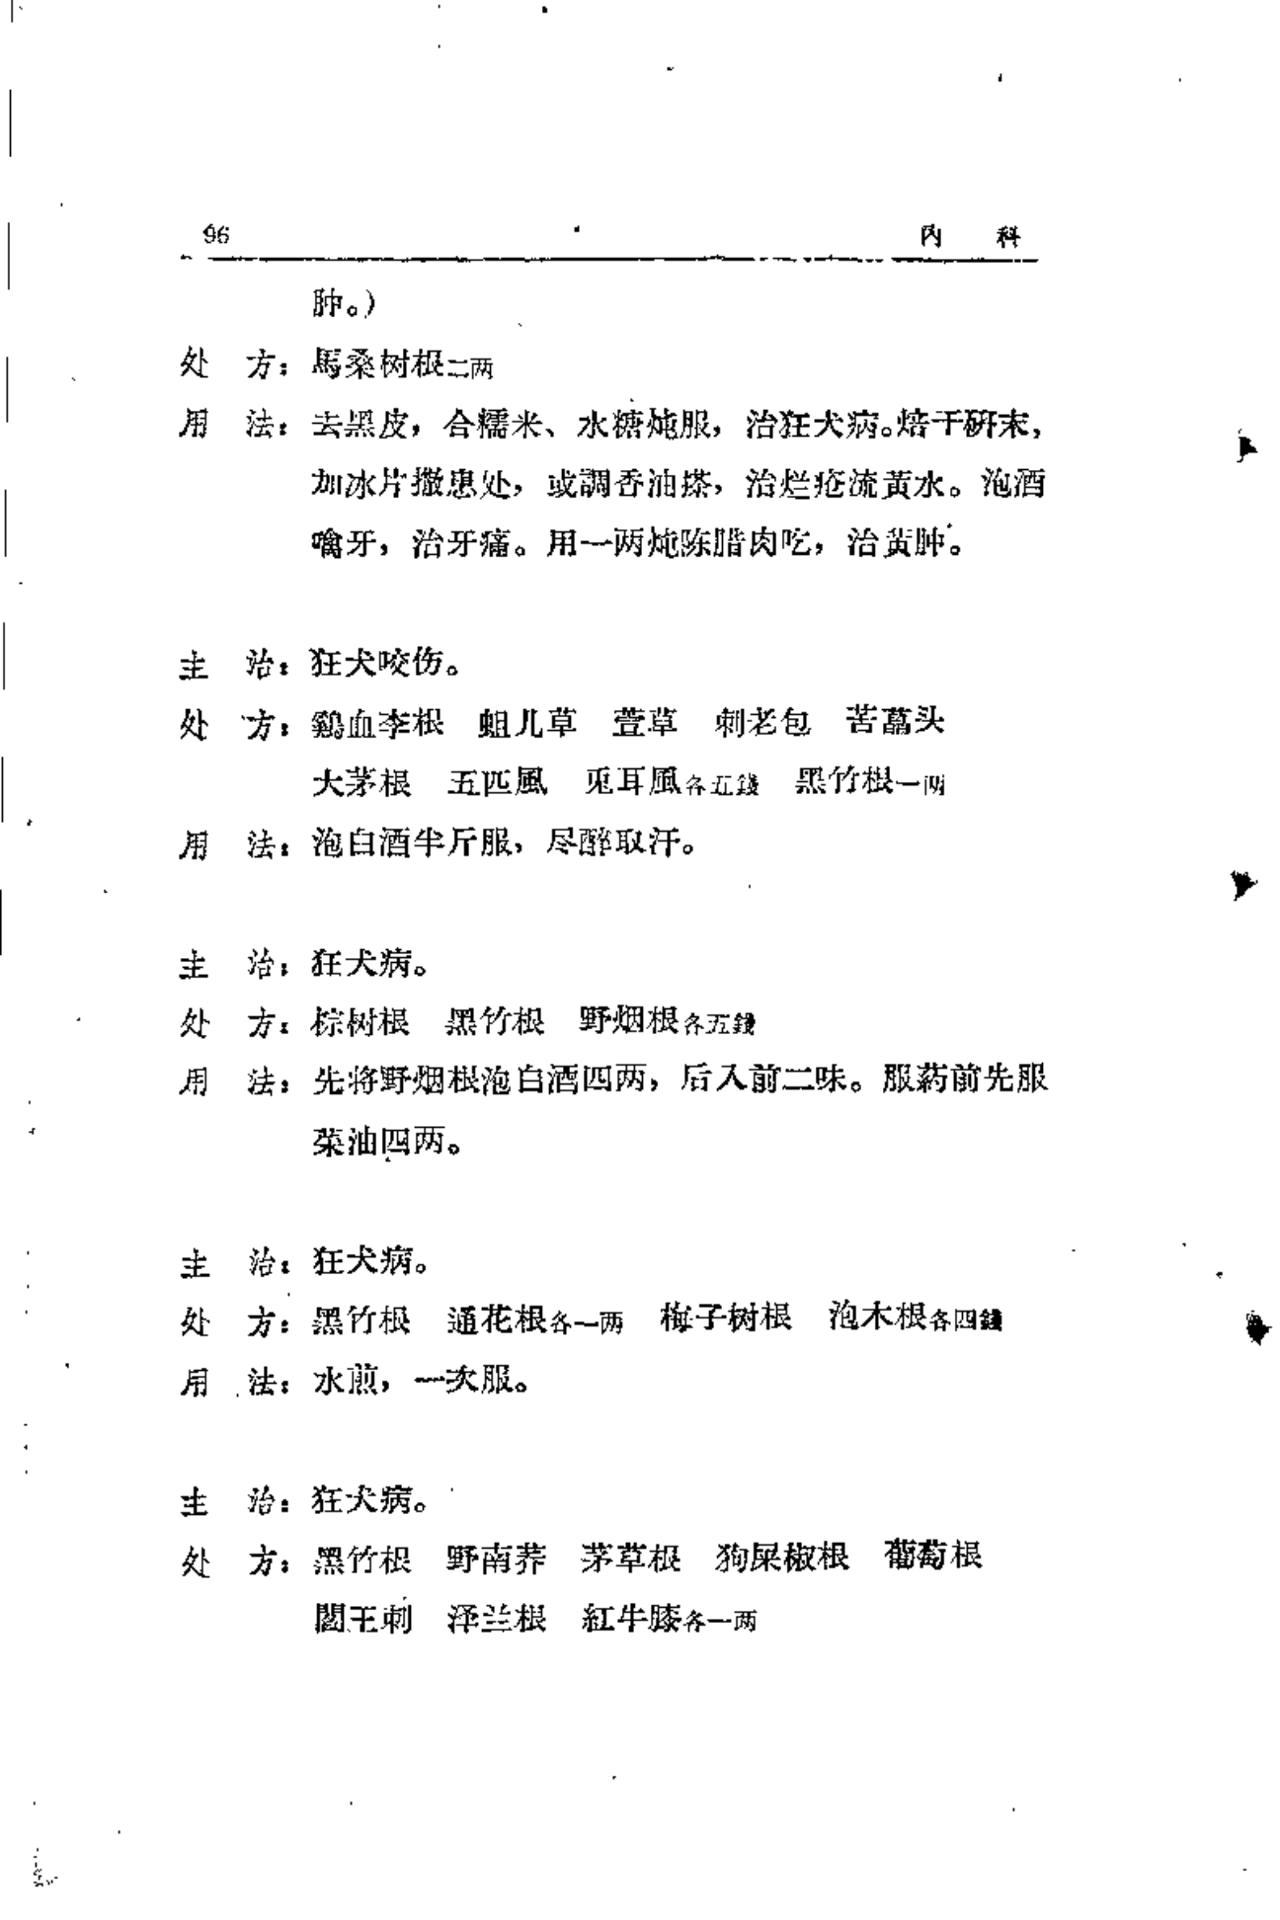 96 内 科
肿。）
处 方：馬桑树根二两
用 法：去黑皮，合糯米、水糖炖服，治狂犬病。焙干研末，
加冰片撒患处，或調香油搽，治烂疮流黄水。泡酒
噙牙，治牙痛。用一两炖陈腊肉吃，治黄肿。
主 治：狂犬咬伤。
处 方：鷄血李根 蛆儿草 萱草 刺老包 苦藠头
大茅根 五匹風 兎耳風各五錢 黑竹根一两
用 法：泡白酒半斤服，尽醉取汗。
主 治：狂犬病。
处 方：棕树根 黑竹根 野烟根各五錢
用 法：先将野烟根泡白酒四两，后入前二味。服药前先服
菜油四两。
主 治：狂犬病。
处 方：黑竹根 通花根各一两 梅子树根 泡木根各四錢
用 法：水煎，一次服。
主 治：狂犬病。
处 方：黑竹根 野南荞 茅草根 狗屎椒根 葡萄根
閻王刺 泽兰根 紅牛膝各一两